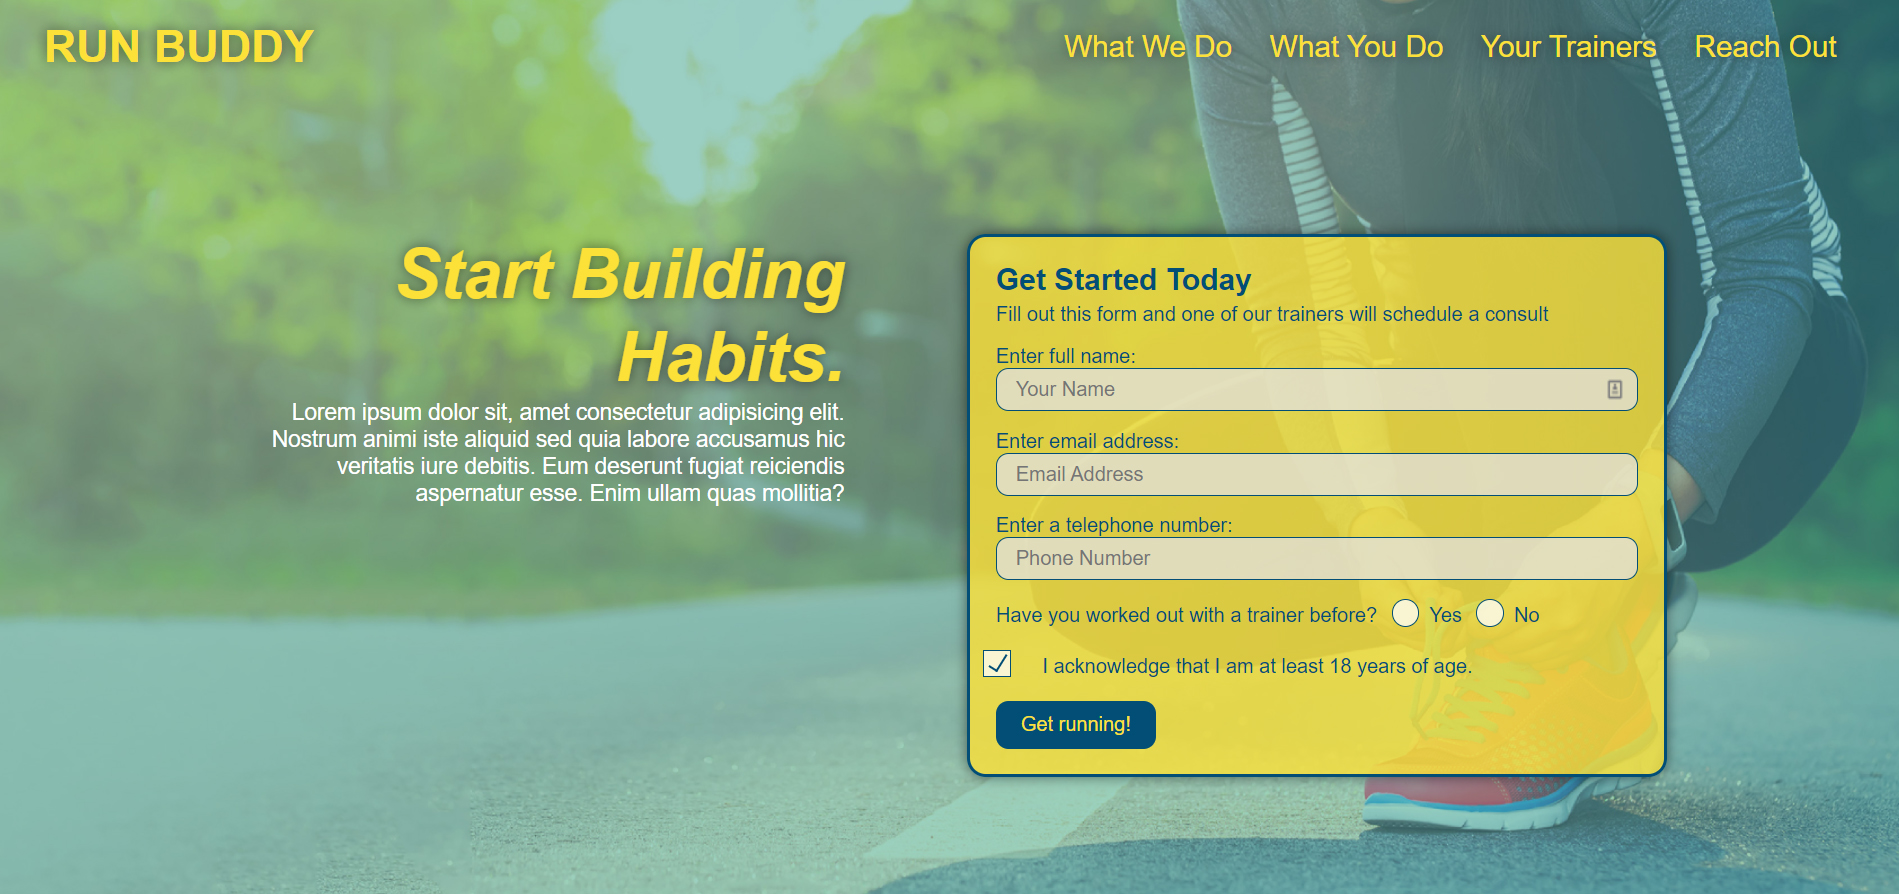 RUN BUDDY
What We Do What You Do Your Trainers Reach Out
Start Building
Habits.
Lorem ipsum dolor sit, amet consectetur adipisicing elit.
Nostrum animi iste aliquid sed quia labore accusamus hic
veritatis iure debitis. Eum deserunt fugiat reiciendis
aspernatur esse. Enim ullam quas mollitia?
Get Started Today
Fill out this form and one of our trainers will schedule a consult
Enter full name:
Your Name
Enter email address:
Email Address
Enter a telephone number:
Phone Number
Have you worked out with a trainer before? Yes No
I acknowledge that I am at least 18 years of age.
Get running!